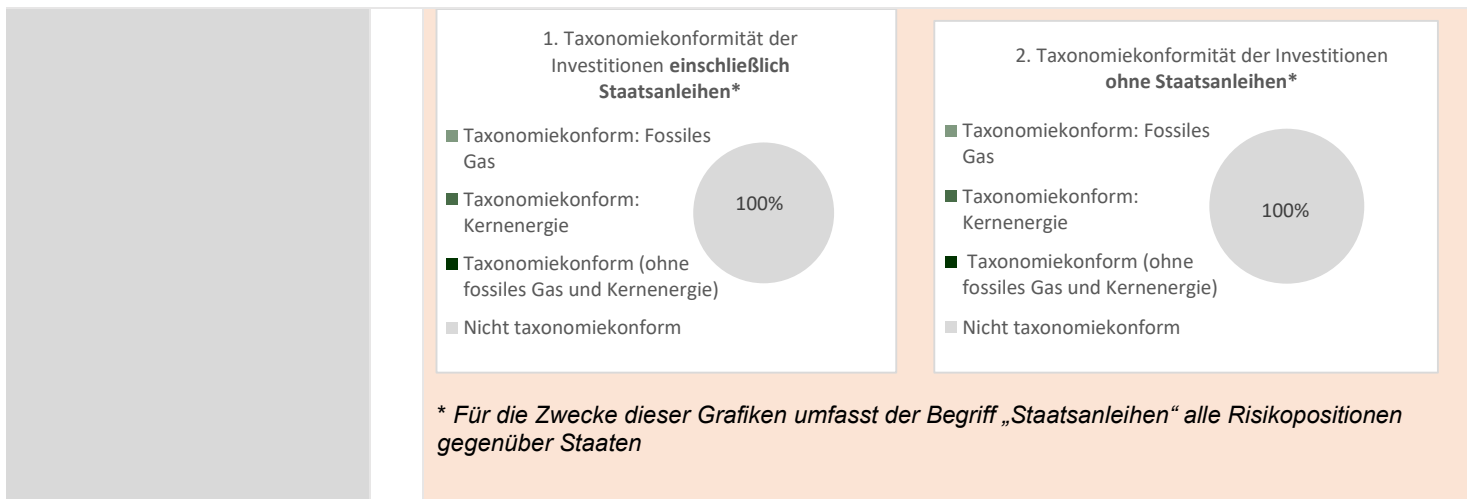 1. Taxonomiekonformität der
Investitionen einschließlich
Staatsanleihen*
Taxonomiekonform: Fossiles
Gas
Taxonomiekonform:
Kernenergie
Taxonomiekonform (ohne
fossiles Gas und Kernenergie)
Nicht taxonomiekonform
100%
2. Taxonomiekonformität der Investitionen
ohne Staatsanleihen*
Taxonomiekonform: Fossiles
Gas
Taxonomiekonform:
Kernenergie
Taxonomiekonform (ohne
fossiles Gas und Kernenergie)
Nicht taxonomiekonform
100%
* Für die Zwecke dieser Grafiken umfasst der Begriff „Staatsanleihen“ alle Risikopositionen
gegenüber Staaten